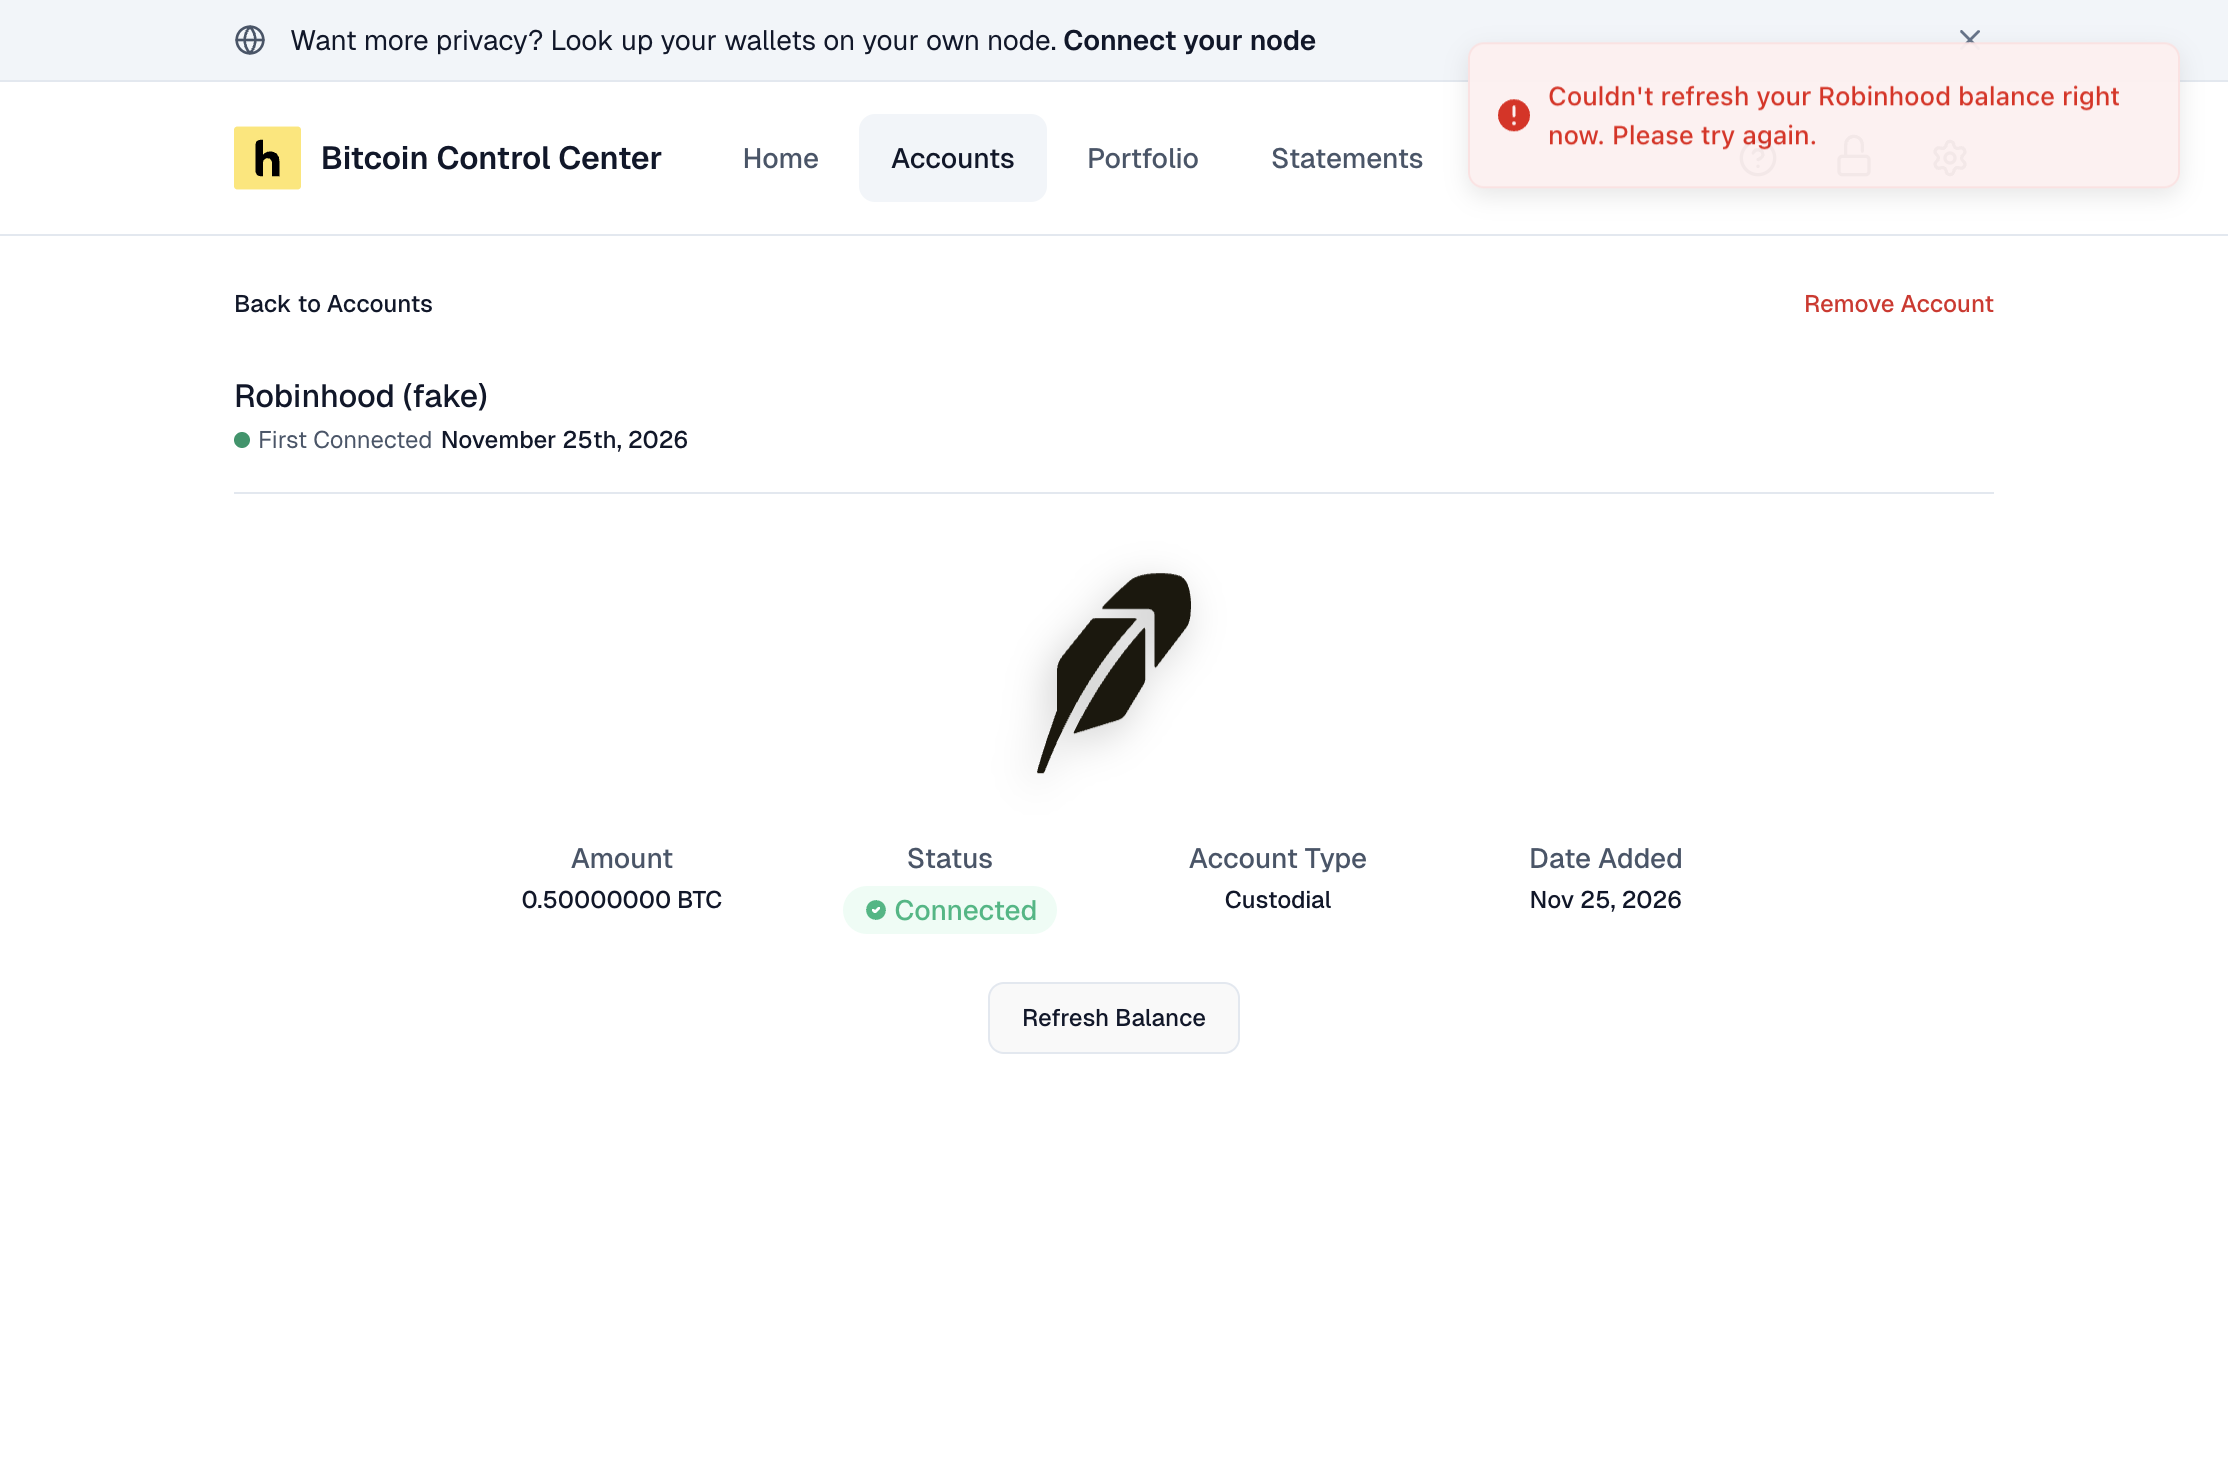 Want more privacy? Look up your wallets on your own node. Connect your node
Couldn't refresh your Robinhood balance right
now. Please try again.
h
Bitcoin Control Center
Home
Accounts
Portfolio
Statements
Back to Accounts
Remove Account
Robinhood (fake)
First Connected November 25th, 2026
Amount
0.50000000 BTC
Status
Connected
Account Type
Custodial
Date Added
Nov 25, 2026
Refresh Balance